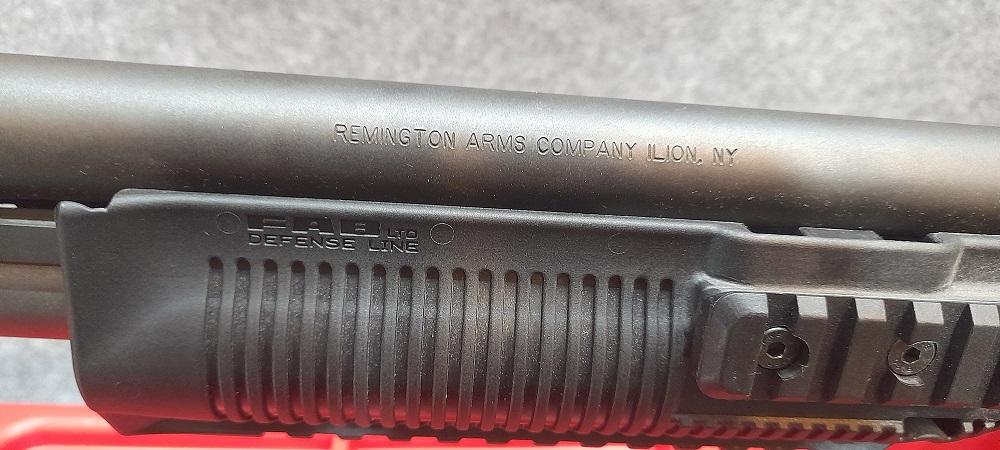 REMINGTON ARMS COMPANY ILION, NY
FAB LTD
DEFENSE LINE